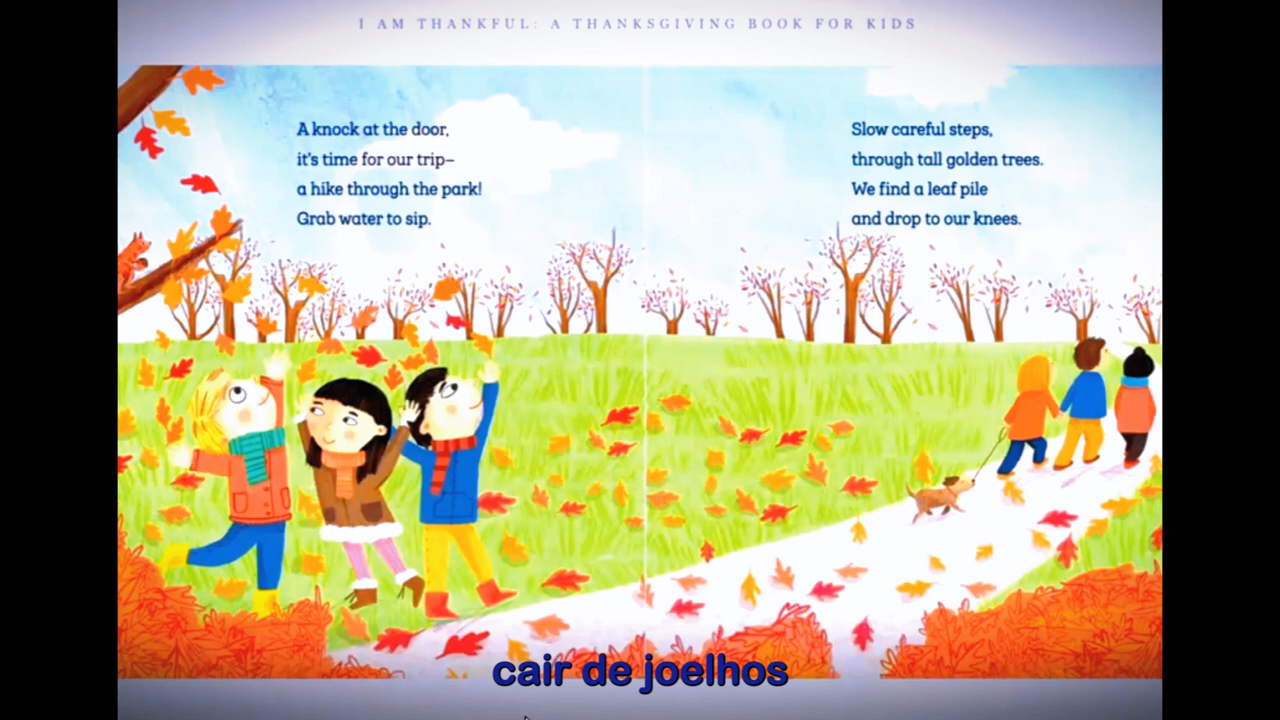 I AM THANKFUL: A THANKSGIVING BOOK FOR KIDS
A knock at the door,
it's time for our trip–
a hike through the park!
Grab water to sip.
Slow careful steps,
through tall golden trees.
We find a leaf pile
and drop to our knees.
cair de joelhos